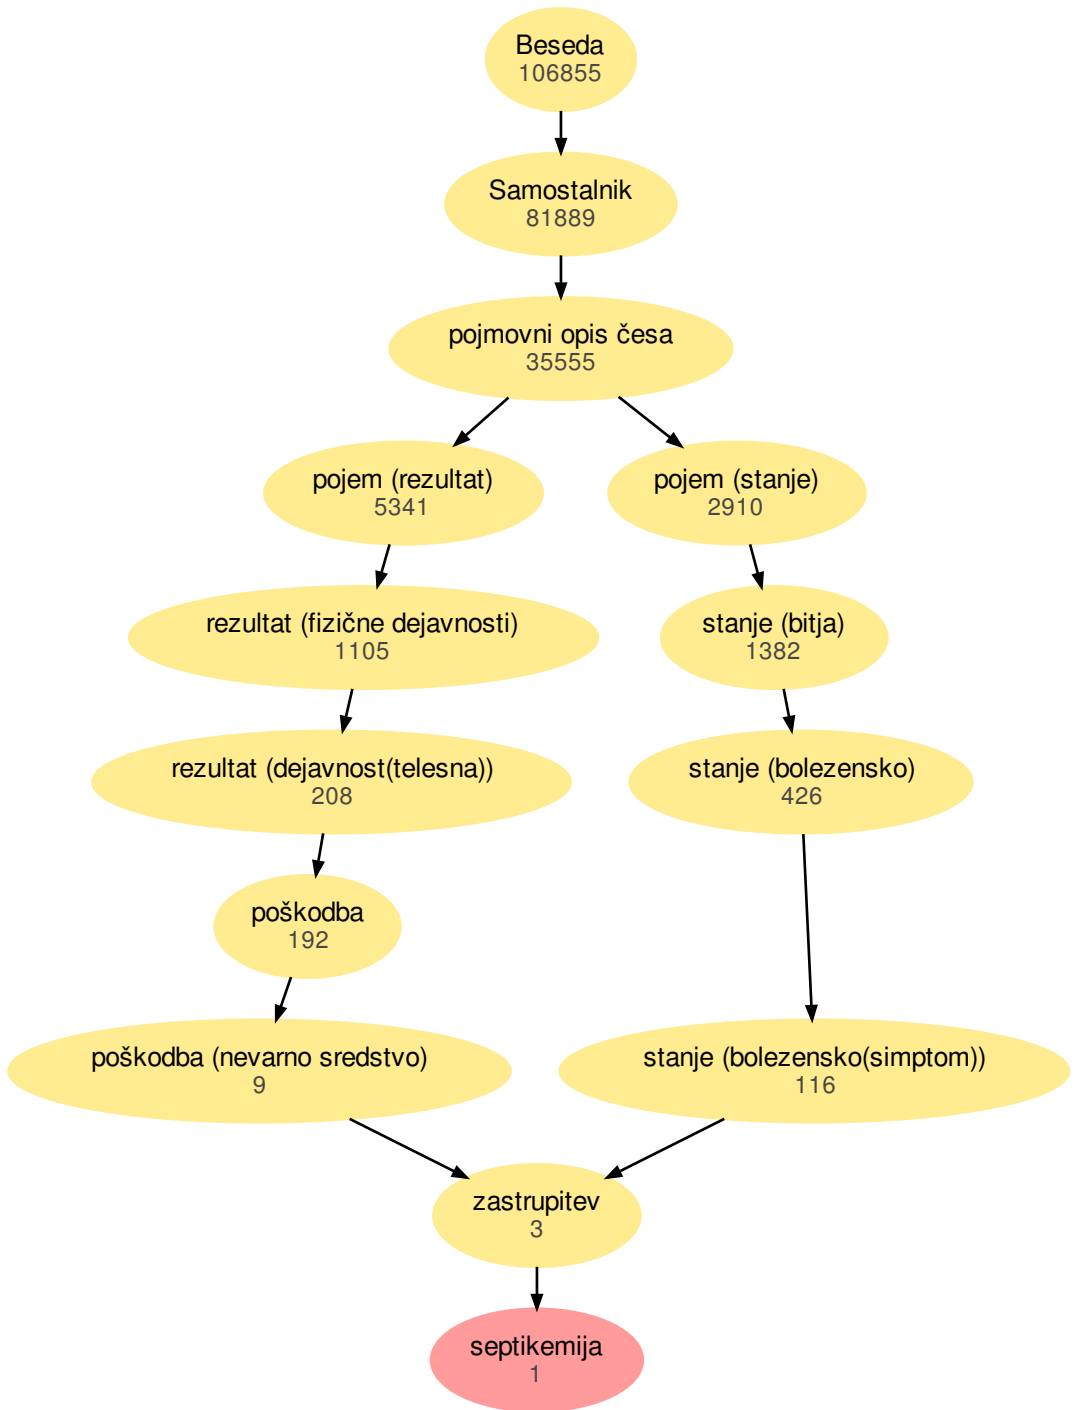 Beseda
106855
Samostalnik
81889
pojmovni opis česa
35555
pojem (rezultat)
5341
pojem (stanje)
2910
rezultat (fizične dejavnosti)
1105
stanje (bitja)
1382
rezultat (dejavnost(telesna))
208
stanje (bolezensko)
426
poškodba
192
poškodba (nevarno sredstvo)
9
stanje (bolezensko(simptom))
116
zastrupitev
3
septikemija
1